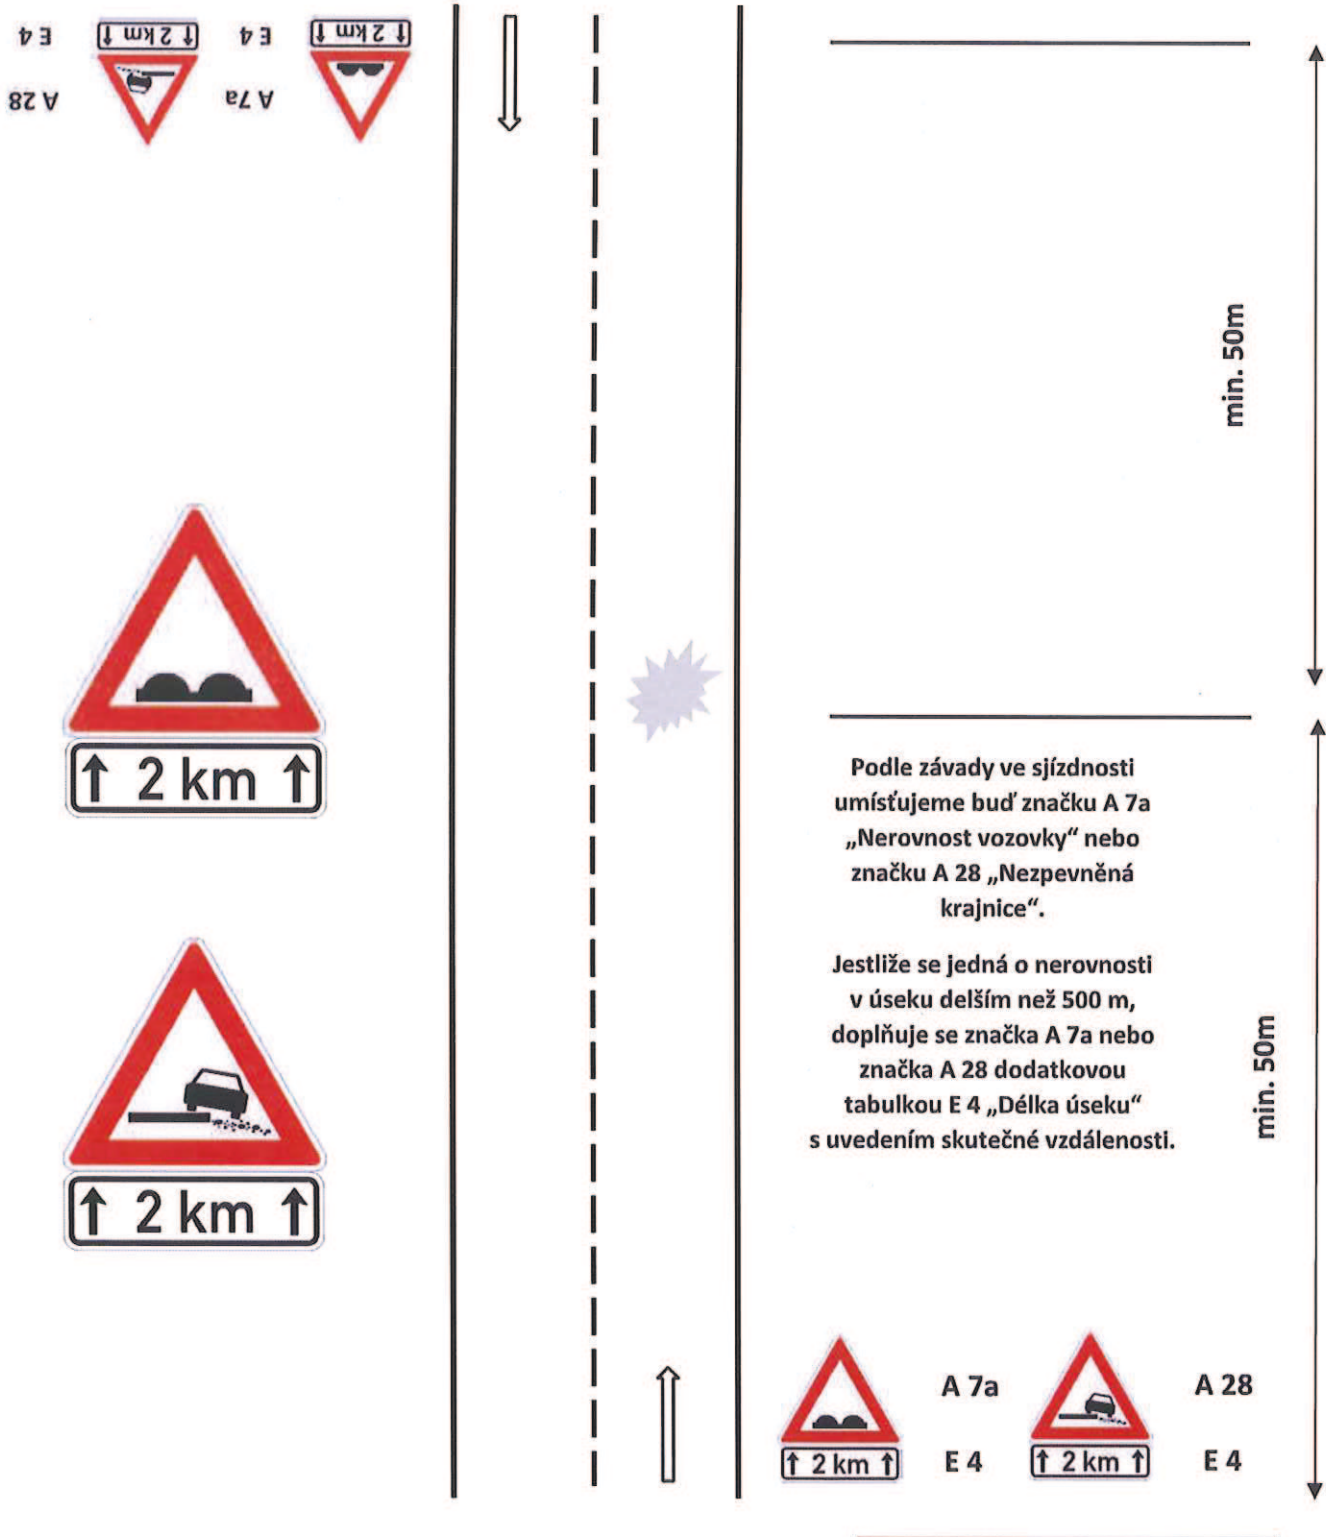 E 4
2 km
E 4
2 km
A 28
A 7a
min. 50m
2 km
2 km
Podle závady ve sjízdnosti
umísťujeme buď značku A 7a
„Nerovnost vozovky“ nebo
značku A 28 „Nezpevněná
krajnice“.
Jestliže se jedná o nerovnosti
v úseku delším než 500 m,
doplňuje se značka A 7a nebo
značka A 28 dodatkovou
tabulkou E 4 „Délka úseku“
s uvedením skutečné vzdálenosti.
min. 50m
A 7a
A 28
2 km
E 4
2 km
E 4